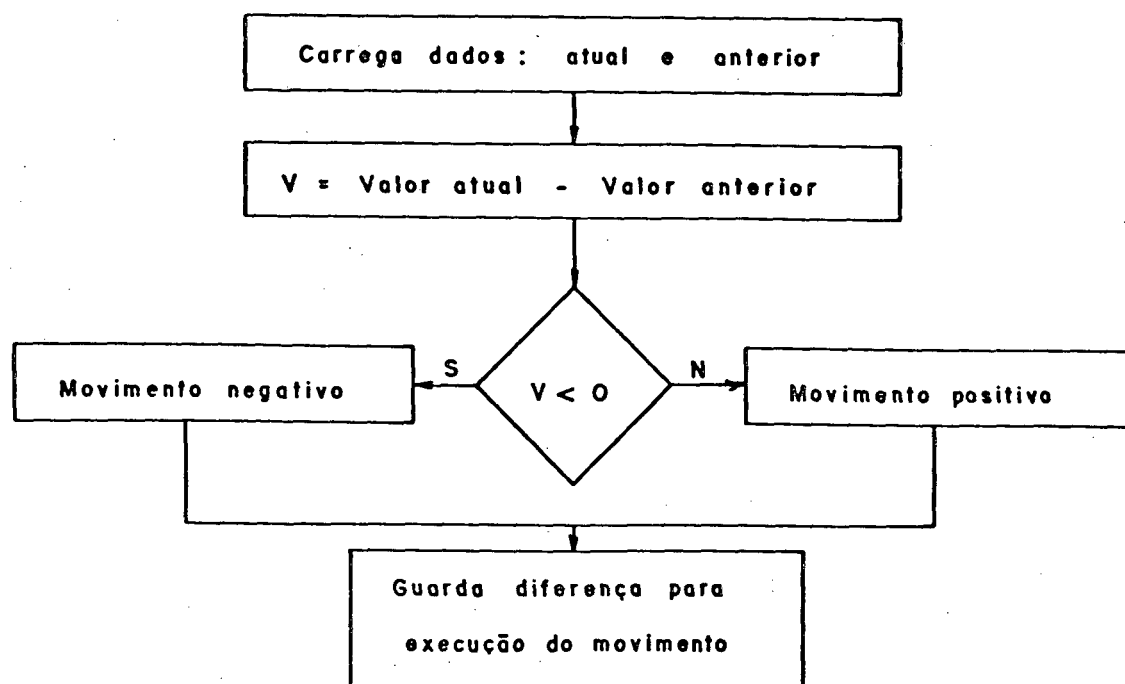 Carrega dados: atual e anterior
V = Valor atual - Valor anterior
S
N
Movimento negativo
V < 0
Movimento positivo
Guarda diferença para
execução do movimento